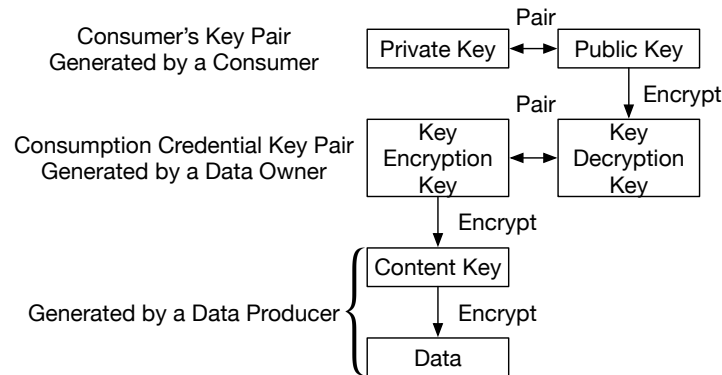 Pair
Consumer's Key Pair
Generated by a Consumer
Private Key
Public Key
Encrypt
Pair
Consumption Credential Key Pair
Generated by a Data Owner
Key
Encryption
Key
Key
Decryption
Key
Encrypt
Content Key
Generated by a Data Producer
Encrypt
Data